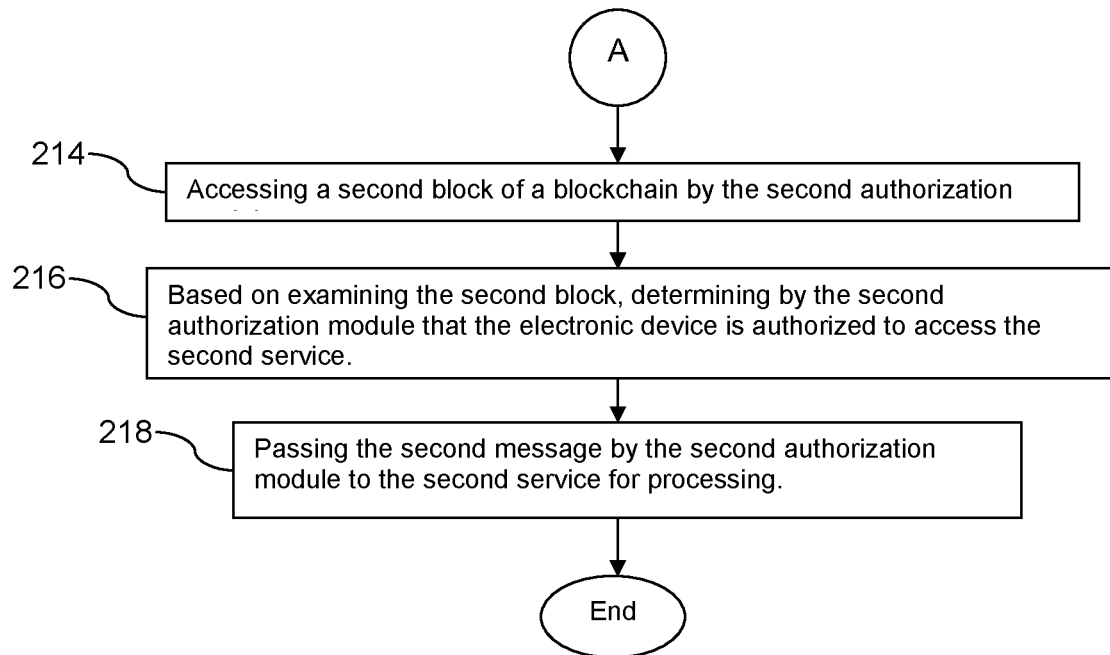 A
214
Accessing a second block of a blockchain by the second authorization
216
Based on examining the second block, determining by the second
authorization module that the electronic device is authorized to access the
second service.
218
Passing the second message by the second authorization
module to the second service for processing.
End